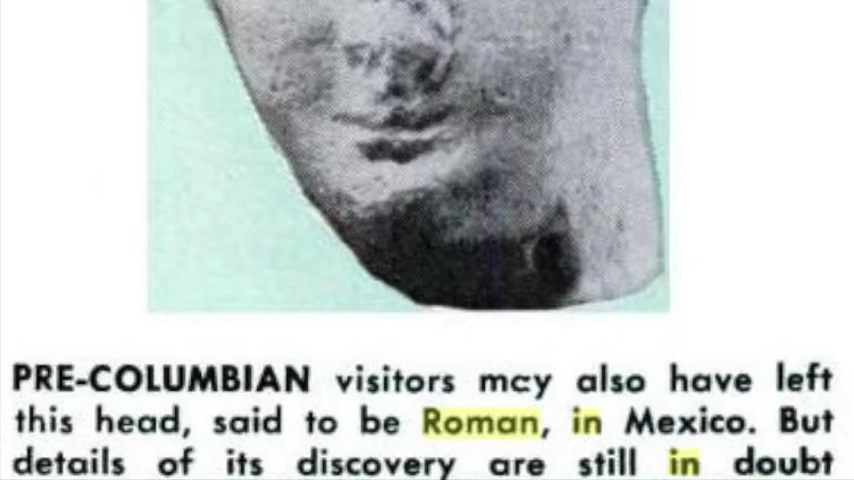 PRE-COLUMBIAN visitors mcy also have left
this head, said to be Roman, in Mexico. But
details of its discovery are still in doubt